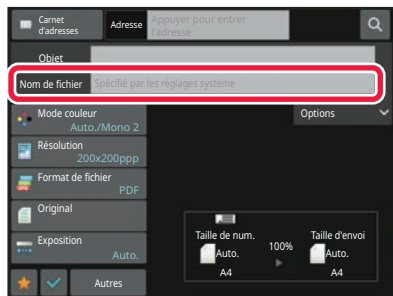 Carnet
d'adresses
Adresse
Appuyer pour entrer
l'adresse
Objet
Nom de fichier
Spécifié par les réglages système
Mode couleur
Auto./Mono 2
Options
Résolution
200x200ppp
Format de fichier
PDF
Original
Exposition
Auto.
Taille de num.
Auto.
A4
100%
Taille d'envoi
Auto.
A4
Autres